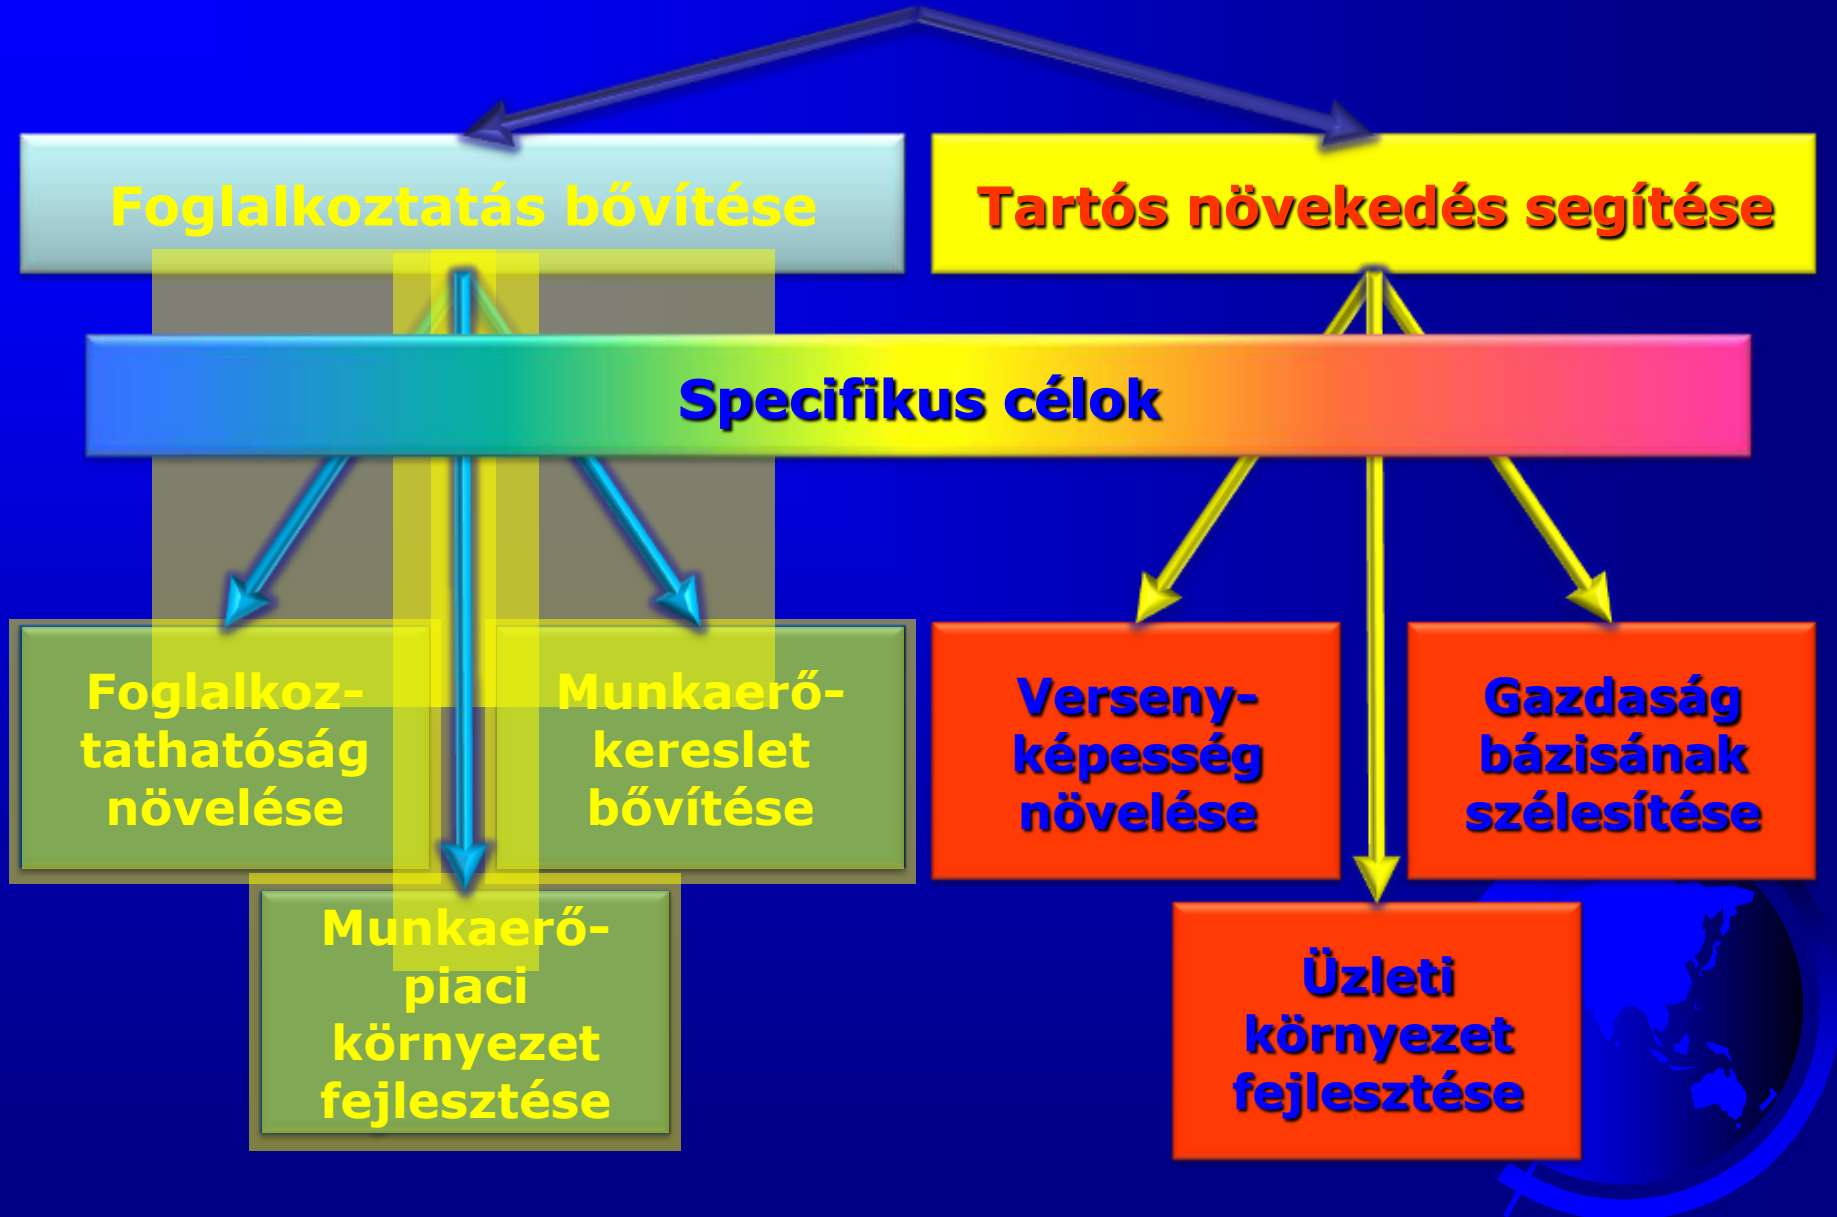 Foglalkoztatás bővítése
Tartós növekedés segítése
Specifikus célok
Foglalkoz-
tathatóság
növelése
Munkaerő-
kereslet
bővítése
Verseny-
képesség
növelése
Gazdaság
bázisának
szélesítése
Munkaerő-
piaci
környezet
fejlesztése
Üzleti
környezet
fejlesztése